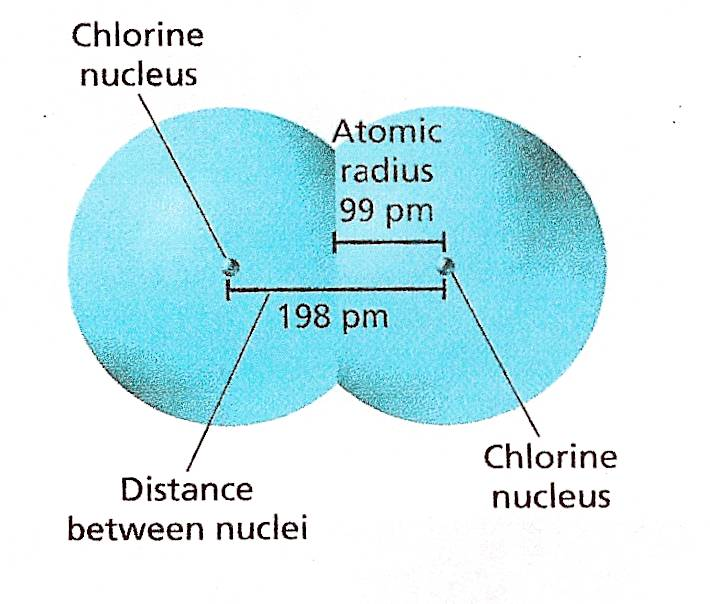 Chlorine
nucleus
Atomic
radius
99 pm
198 pm
Chlorine
nucleus
Distance
between nuclei